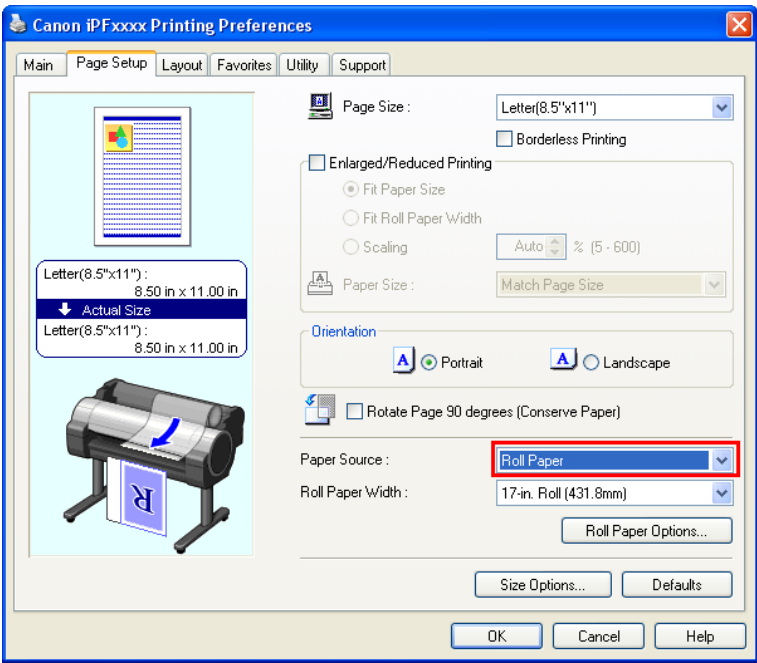 Canon iPFxxxx Printing Preferences
Main Page Setup Layout Favorites Utility Support
Page Size : Letter(8.5"x11")
Borderless Printing
Enlarged/Reduced Printing
Fit Paper Size
Fit Roll Paper Width
Scaling Auto % (5 - 600)
Paper Size : Match Page Size
Letter(8.5"x11") :
8.50 in x 11.00 in
Actual Size
Letter(8.5"x11") :
8.50 in x 11.00 in
Orientation
A Portrait A Landscape
Rotate Page 90 degrees (Conserve Paper)
Paper Source : Roll Paper
Roll Paper Width : 17-in. Roll (431.8mm)
R
Roll Paper Options...
Size Options... Defaults
OK Cancel Help